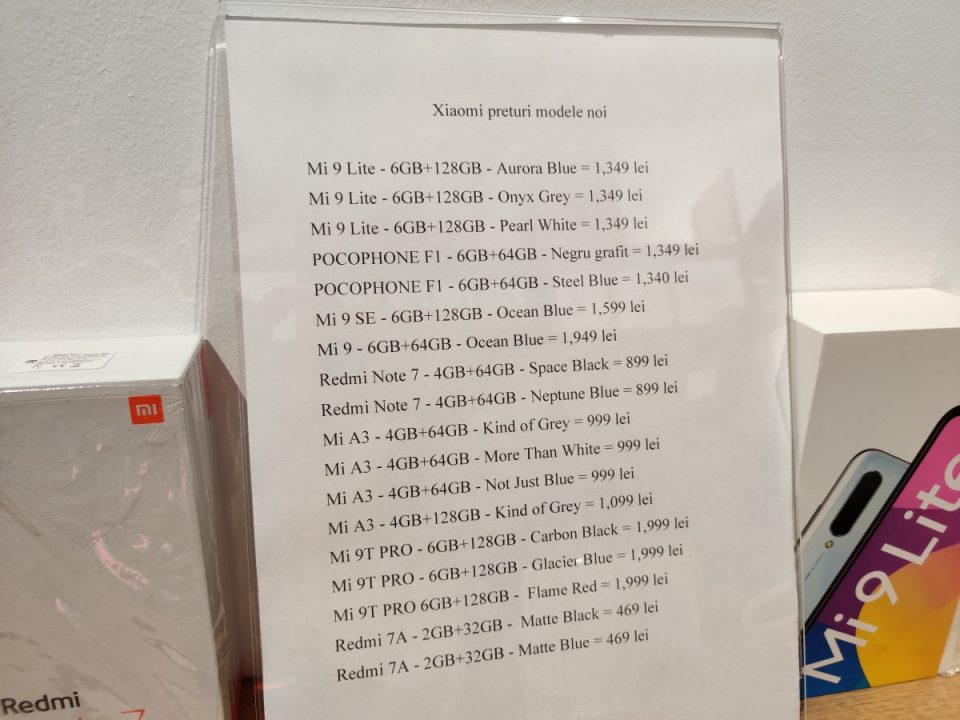 Xiaomi preturi modele noi
Mi 9 Lite - 6GB+128GB - Aurora Blue = 1,349 lei
Mi 9 Lite - 6GB+128GB - Onyx Grey = 1,349 lei
Mi 9 Lite - 6GB+128GB - Pearl White = 1,349 lei
POCOPHONE F1 - 6GB+64GB - Negru grafit = 1,349 lei
POCOPHONE F1 - 6GB+64GB - Steel Blue = 1,340 lei
Mi 9 SE - 6GB+128GB - Ocean Blue = 1,599 lei
Mi 9 - 6GB+64GB - Ocean Blue = 1,949 lei
Redmi Note 7 - 4GB+64GB - Space Black = 899 lei
Redmi Note 7 - 4GB+64GB - Neptune Blue = 899 lei
Mi A3 - 4GB+64GB - Kind of Grey = 999 lei
Mi A3 - 4GB+64GB - More Than White = 999 lei
Mi A3 - 4GB+64GB - Not Just Blue = 999 lei
Mi A3 - 4GB+128GB - Kind of Grey = 1,099 lei
Mi 9T PRO - 6GB+128GB - Carbon Black = 1,999 lei
Mi 9T PRO - 6GB+128GB - Glacier Blue = 1,999 lei
Mi 9T PRO 6GB+128GB - Flame Red = 1,999 lei
Redmi 7A - 2GB+32GB - Matte Black = 469 lei
Redmi 7A - 2GB+32GB - Matte Blue = 469 lei
mi
Redmi
7
Mi 9 Lite